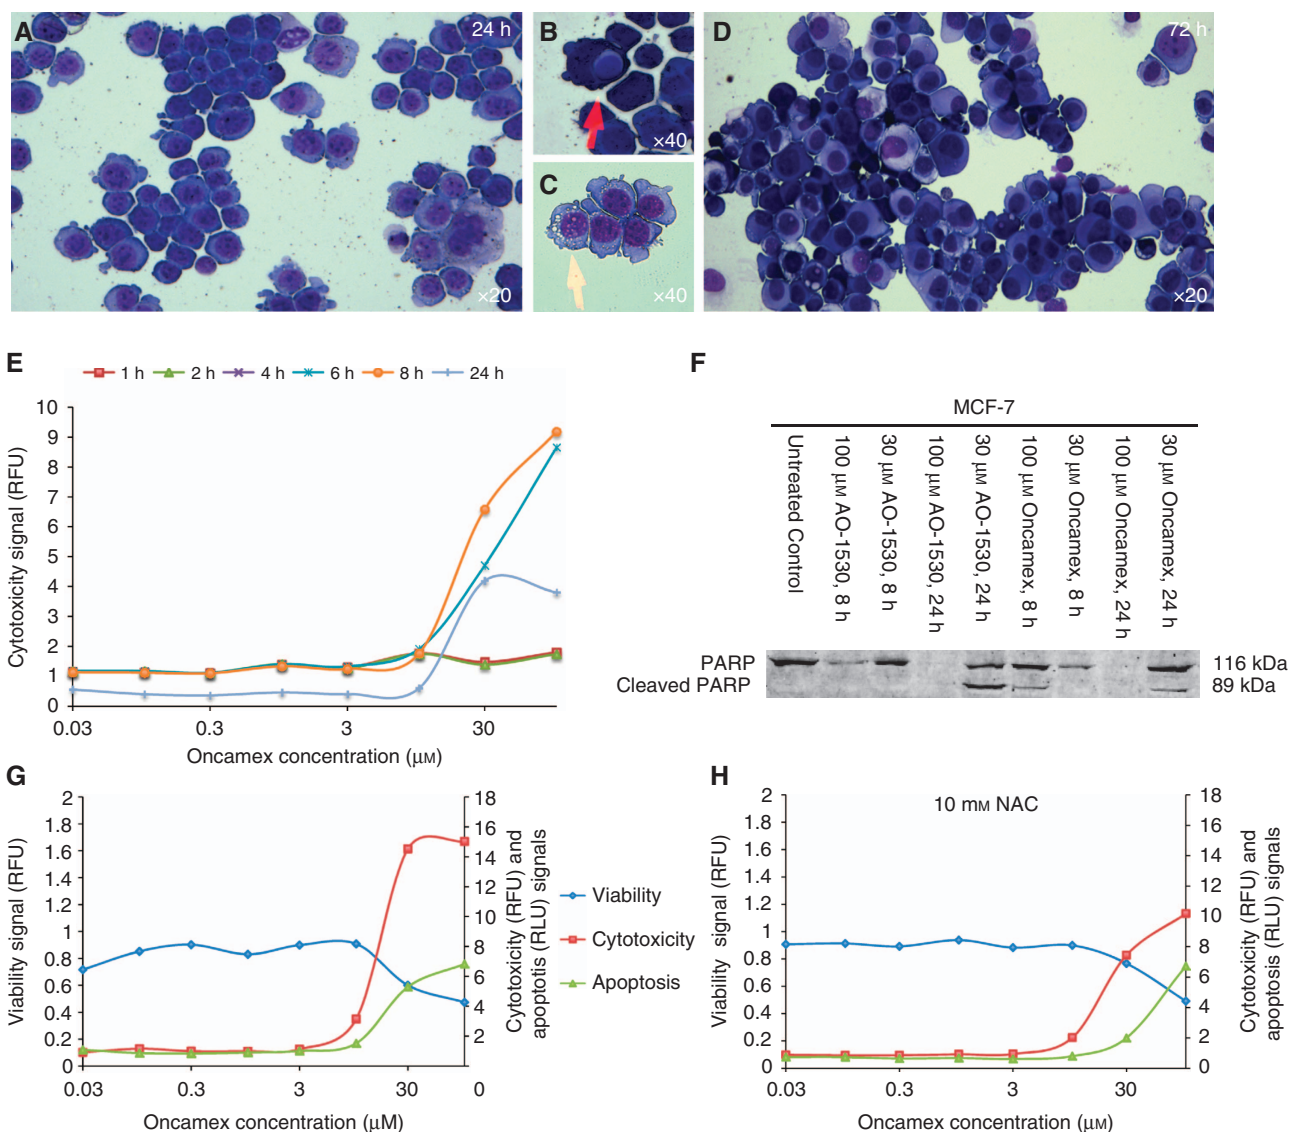 A
24 h
×20
B
×40
C
×40
D
72 h
×20
E
1 h 2 h 4 h 6 h 8 h 24 h
Cytotoxicity signal (RFU)
10
9
8
7
6
5
4
3
2
1
0
0.03 0.3 3 30
Oncamex concentration (μM)
F
MCF-7
Untreated Control
100 μM AO-1530, 8 h
30 μM AO-1530, 8 h
100 μM AO-1530, 24 h
30 μM AO-1530, 24 h
100 μM Oncamex, 8 h
30 μM Oncamex, 8 h
100 μM Oncamex, 24 h
30 μM Oncamex, 24 h
PARP 116 kDa
Cleaved PARP 89 kDa
G
Viability signal (RFU)
2
1.8
1.6
1.4
1.2
1
0.8
0.6
0.4
0.2
0
18
16
14
12
10
8
6
4
2
0
Cytotoxicity (RFU) and
apoptotis (RLU) signals
0.03 0.3 3 30
Oncamex concentration (μM)
Viability
Cytotoxicity
Apoptosis
H
10 mM NAC
Viability signal (RFU)
2
1.8
1.6
1.4
1.2
1
0.8
0.6
0.4
0.2
0
18
16
14
12
10
8
6
4
2
0
Cytotoxicity (RFU) and
apoptosis (RLU) signals
0.03 0.3 3 30
Oncamex concentration (μM)